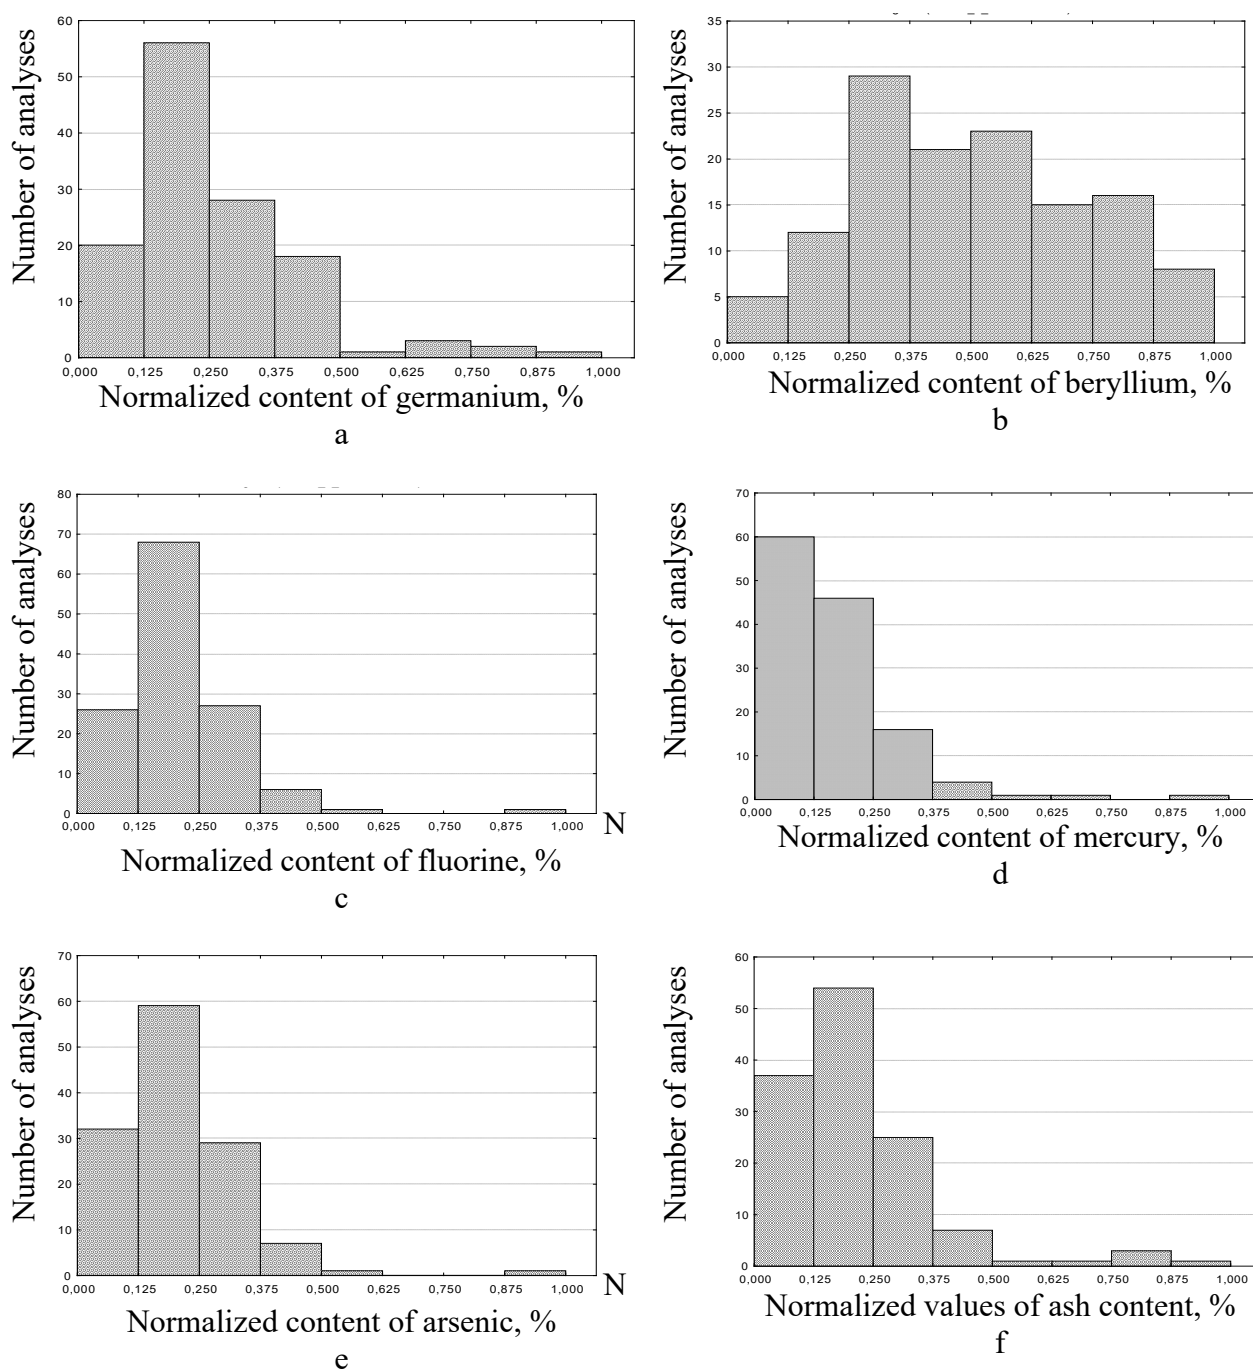 Number of analyses
60
50
40
30
20
10
0
0,000 0,125 0,250 0,375 0,500 0,625 0,750 0,875 1,000
Normalized content of germanium, %
a
Number of analyses
35
30
25
20
15
10
5
0
0,000 0,125 0,250 0,375 0,500 0,625 0,750 0,875 1,000
Normalized content of beryllium, %
b
Number of analyses
80
70
60
50
40
30
20
10
0
0,000 0,125 0,250 0,375 0,500 0,625 0,750 0,875 1,000 N
Normalized content of fluorine, %
c
Number of analyses
70
60
50
40
30
20
10
0
0,000 0,125 0,250 0,375 0,500 0,625 0,750 0,875 1,000
Normalized content of mercury, %
d
Number of analyses
70
60
50
40
30
20
10
0
0,000 0,125 0,250 0,375 0,500 0,625 0,750 0,875 1,000 N
Normalized content of arsenic, %
e
Number of analyses
60
50
40
30
20
10
0
0,000 0,125 0,250 0,375 0,500 0,625 0,750 0,875 1,000
Normalized values of ash content, %
f